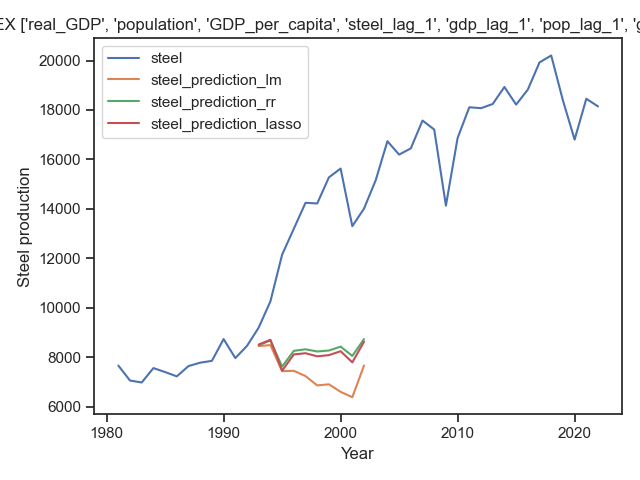 EX ['real_GDP', 'population', 'GDP_per_capita', 'steel_lag_1', 'gdp_lag_1', 'pop_lag_1', 'g
steel
steel_prediction_lm
steel_prediction_rr
steel_prediction_lasso
20000
18000
16000
14000
12000
10000
8000
6000
Steel production
1980
1990
2000
2010
2020
Year